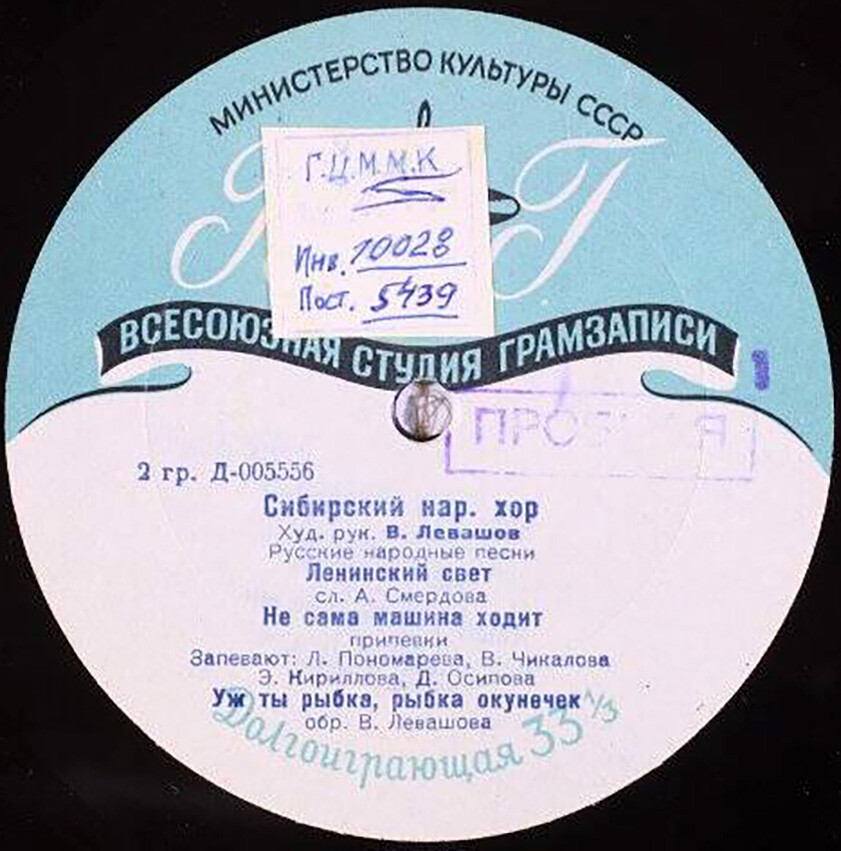 МИНИСТЕРСТВО КУЛЬТУРЫ СССР
Г.Ц.М.М.К
Инв. 10028
Пост. 5439
Г
ВСЕСОЮЗНАЯ СТУДИЯ ГРАМЗАПИСИ
2 гр. Д-005556
Сибирский нар. хор
Худ. рук. В. Левашов
Русские народные песни
Ленинский свет
сл. А. Смердова
Не сама машина ходит
припевки
Запевают: Л. Пономарева, В. Чикалова
Э. Кириллова, Д. Осипова
Уж ты рыбка, рыбка окунечек
обр. В. Левашова
Долгоиграющая 33 1/3